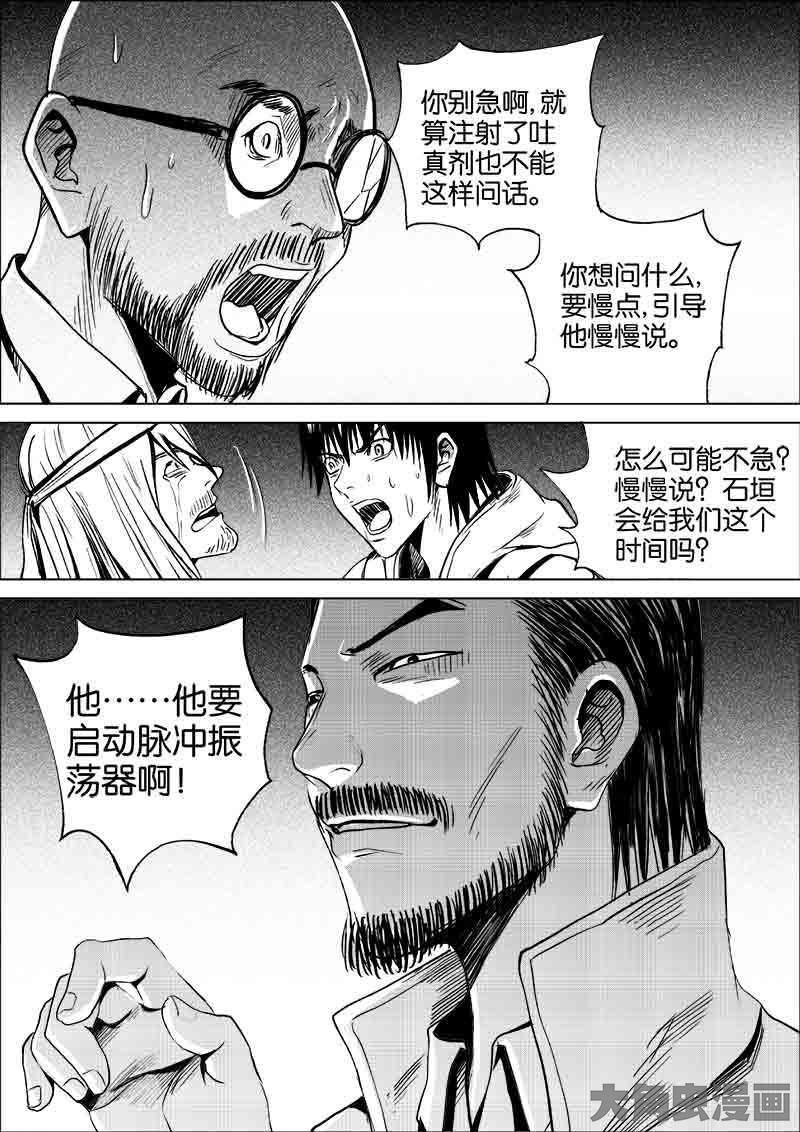 你别急啊,就
算注射了吐
真剂也不能
这样问话。
你想问什么,
要慢点,引导
他慢慢说。
怎么可能不急?
慢慢说?石垣
会给我们这个
时间吗?
他……他要
启动脉冲振
荡器啊!
大角虫漫画